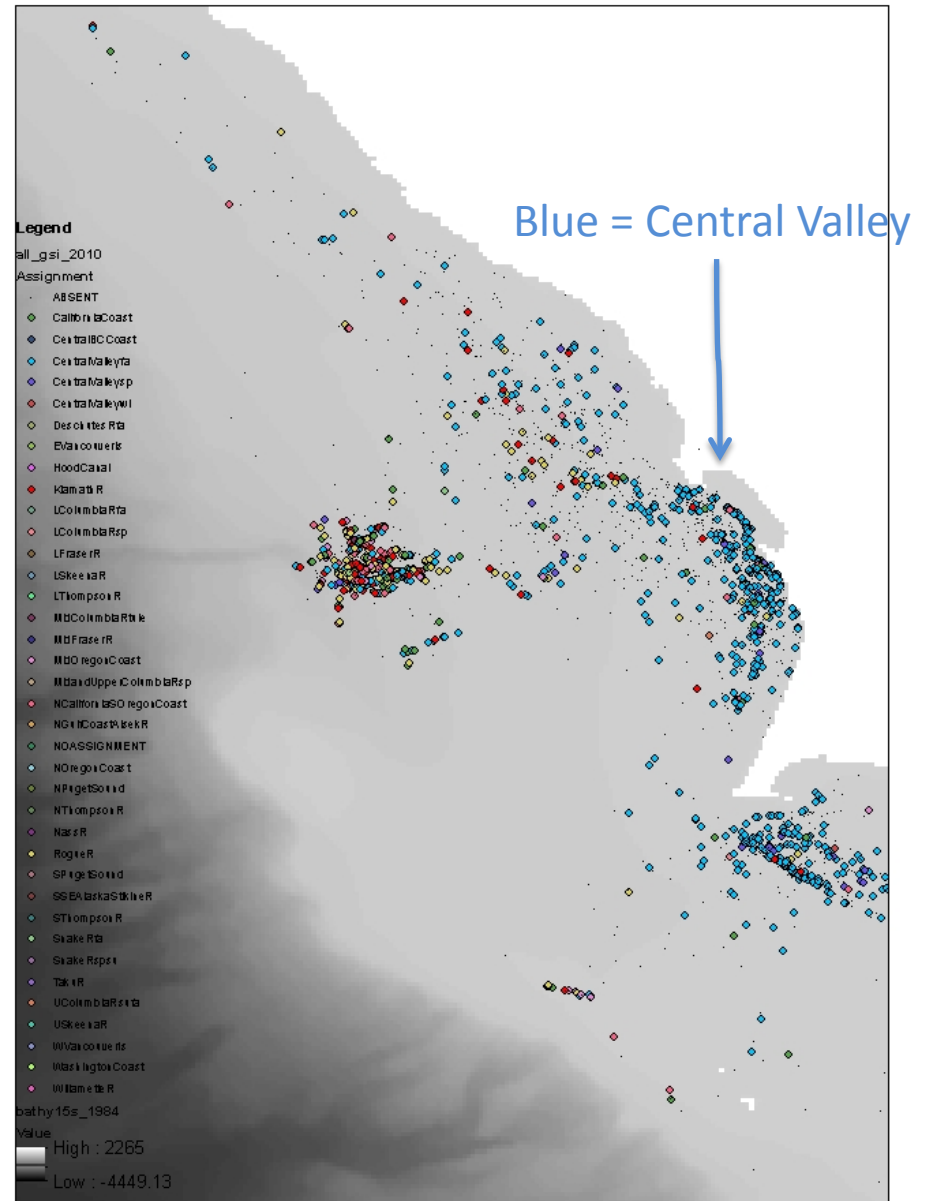 Blue = Central Valley
Legend
all_gsi_2010
Assignment
ABSENT
CaliforniaCoast
CentralBCCoast
CentralValleyfa
CentralValleysp
CentralValleywi
DeschutesRfa
EVancouverIs
HoodCanal
KlamathR
LColumbiaRfa
LColumbiaRsp
LFraserR
LSkeenaR
LThompsonR
MidColumbiaRtule
MidFraserR
MidOregonCoast
MidandUpperColumbiaRsp
NCaliforniaSOregonCoast
NGulfCoastAlsekR
NOASSIGNMENT
NOregonCoast
NPugetSound
NThompsonR
NassR
RogueR
SPugetSound
SSEAlaskaStikineR
SThompsonR
SnakeRfa
SnakeRspsu
TakuR
UColumbiaRsufa
USkeenaR
WVancouverIs
WashingtonCoast
WillametteR
bathy15s_1984
Value
High : 2265
Low : -4449.13